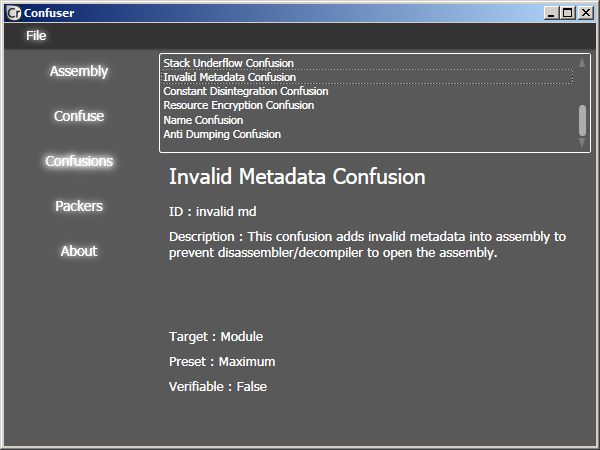 Cr Confuser
File
Assembly
Confuse
Confusions
Packers
About
Stack Underflow Confusion
Invalid Metadata Confusion
Constant Disintegration Confusion
Resource Encryption Confusion
Name Confusion
Anti Dumping Confusion
Invalid Metadata Confusion
ID : invalid md
Description : This confusion adds invalid metadata into assembly to
prevent disassembler/decompiler to open the assembly.
Target : Module
Preset : Maximum
Verifiable : False